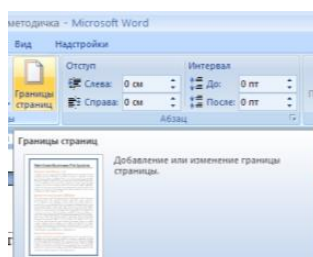 методичка - Microsoft Word
Вид Надстройки
Отступ Интервал
Границы страниц
Слева: 0 см До: 0 пт
Справа: 0 см После: 0 пт
Абзац
Границы страниц
Добавление или изменение границы
страницы.